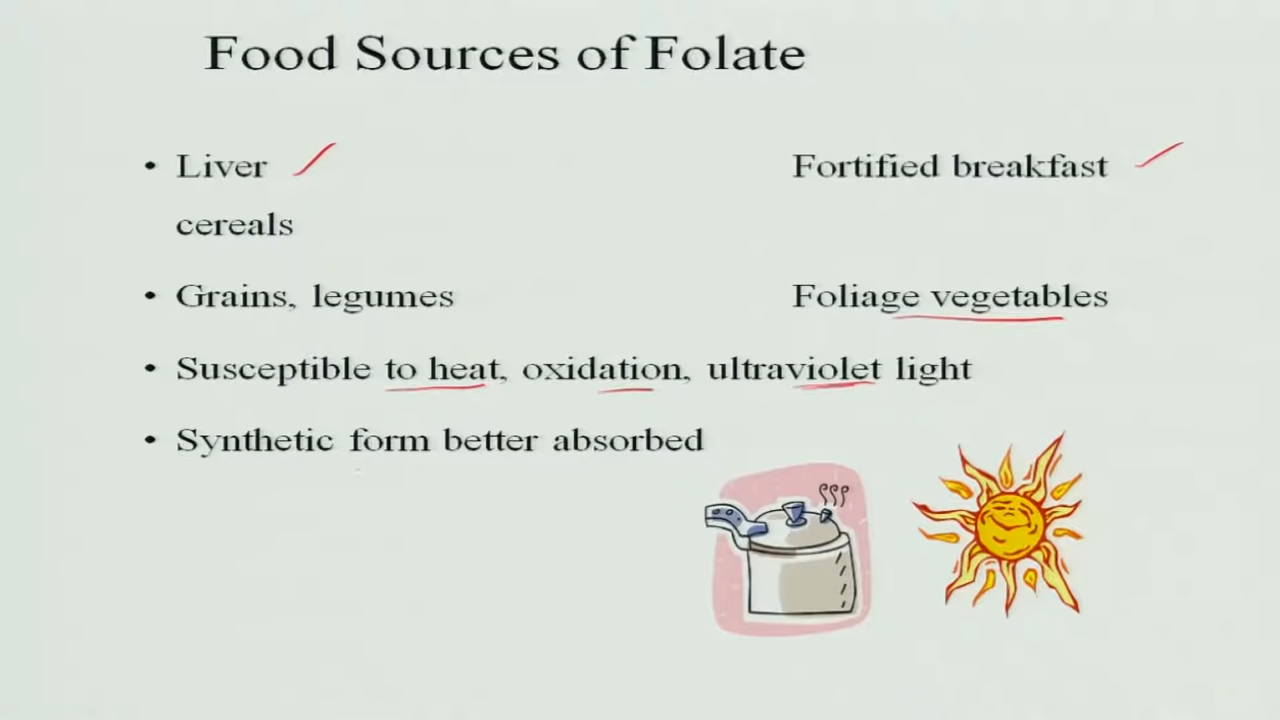 Food Sources of Folate
• Liver Fortified breakfast
cereals
• Grains, legumes Foliage vegetables
• Susceptible to heat, oxidation, ultraviolet light
• Synthetic form better absorbed